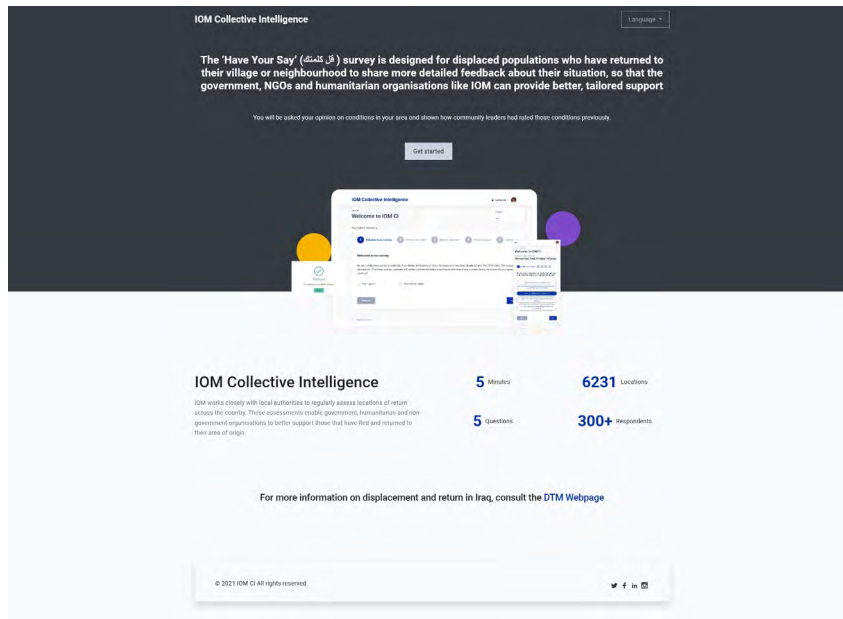 IOM Collective Intelligence
Language
The 'Have Your Say' (قل كلمتك) survey is designed for displaced populations who have returned to
their village or neighbourhood to share more detailed feedback about their situation, so that the
government, NGOs and humanitarian organisations like IOM can provide better, tailored support
You will be asked your opinion on conditions in your area and shown how community leaders had rated those conditions previously.
Get started
IOM Collective Intelligence
Welcome to IOM CI
IOM Collective Intelligence
IOM works closely with local authorities to regularly assess locations of return
across the country. These assessments enable government, humanitarian and non-
government organisations to better support those that have fled and returned to
their area of origin.
5 Minutes
6231 Locations
5 Questions
300+ Respondents
For more information on displacement and return in Iraq, consult the DTM Webpage
© 2021 IOM CI All rights reserved